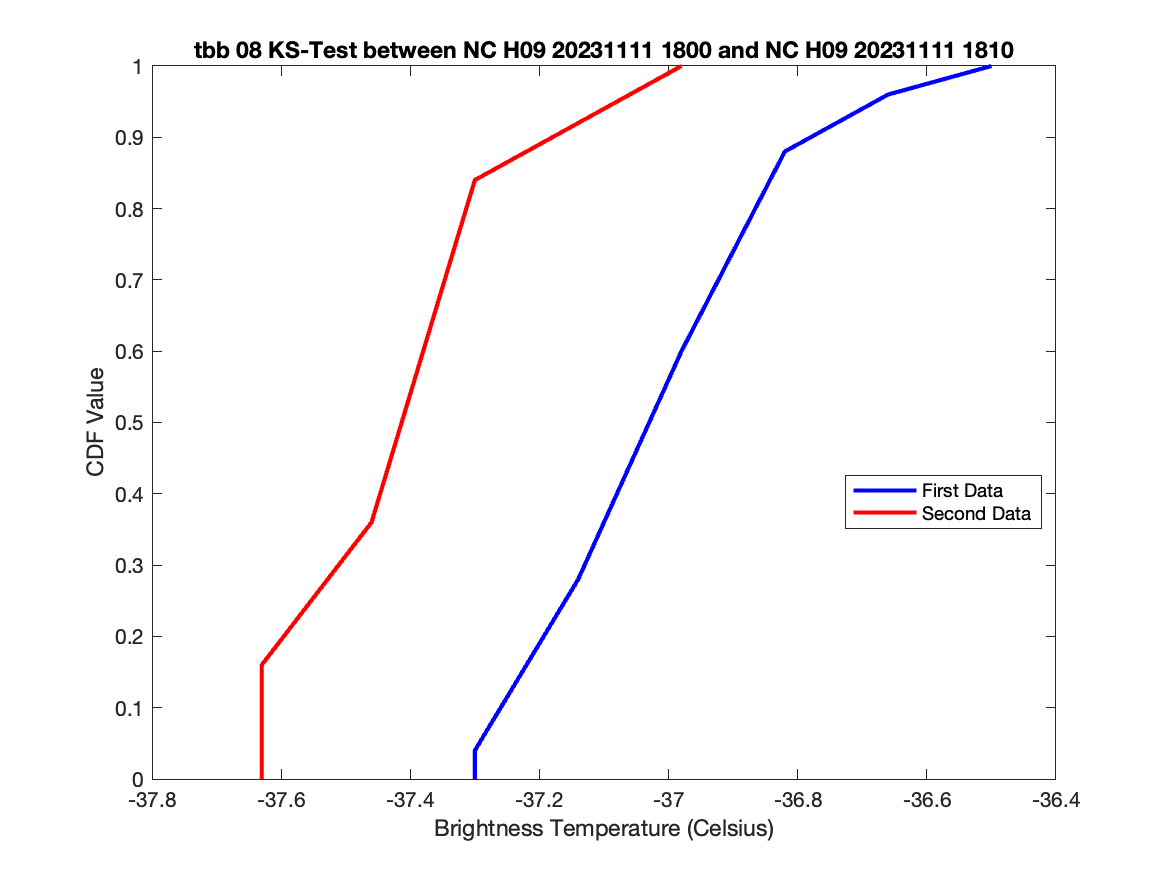 tbb 08 KS-Test between NC H09 20231111 1800 and NC H09 20231111 1810
1
0.9
0.8
0.7
0.6
0.5
0.4
0.3
0.2
0.1
0
CDF Value
First Data
Second Data
-37.8 -37.6 -37.4 -37.2 -37 -36.8 -36.6 -36.4
Brightness Temperature (Celsius)